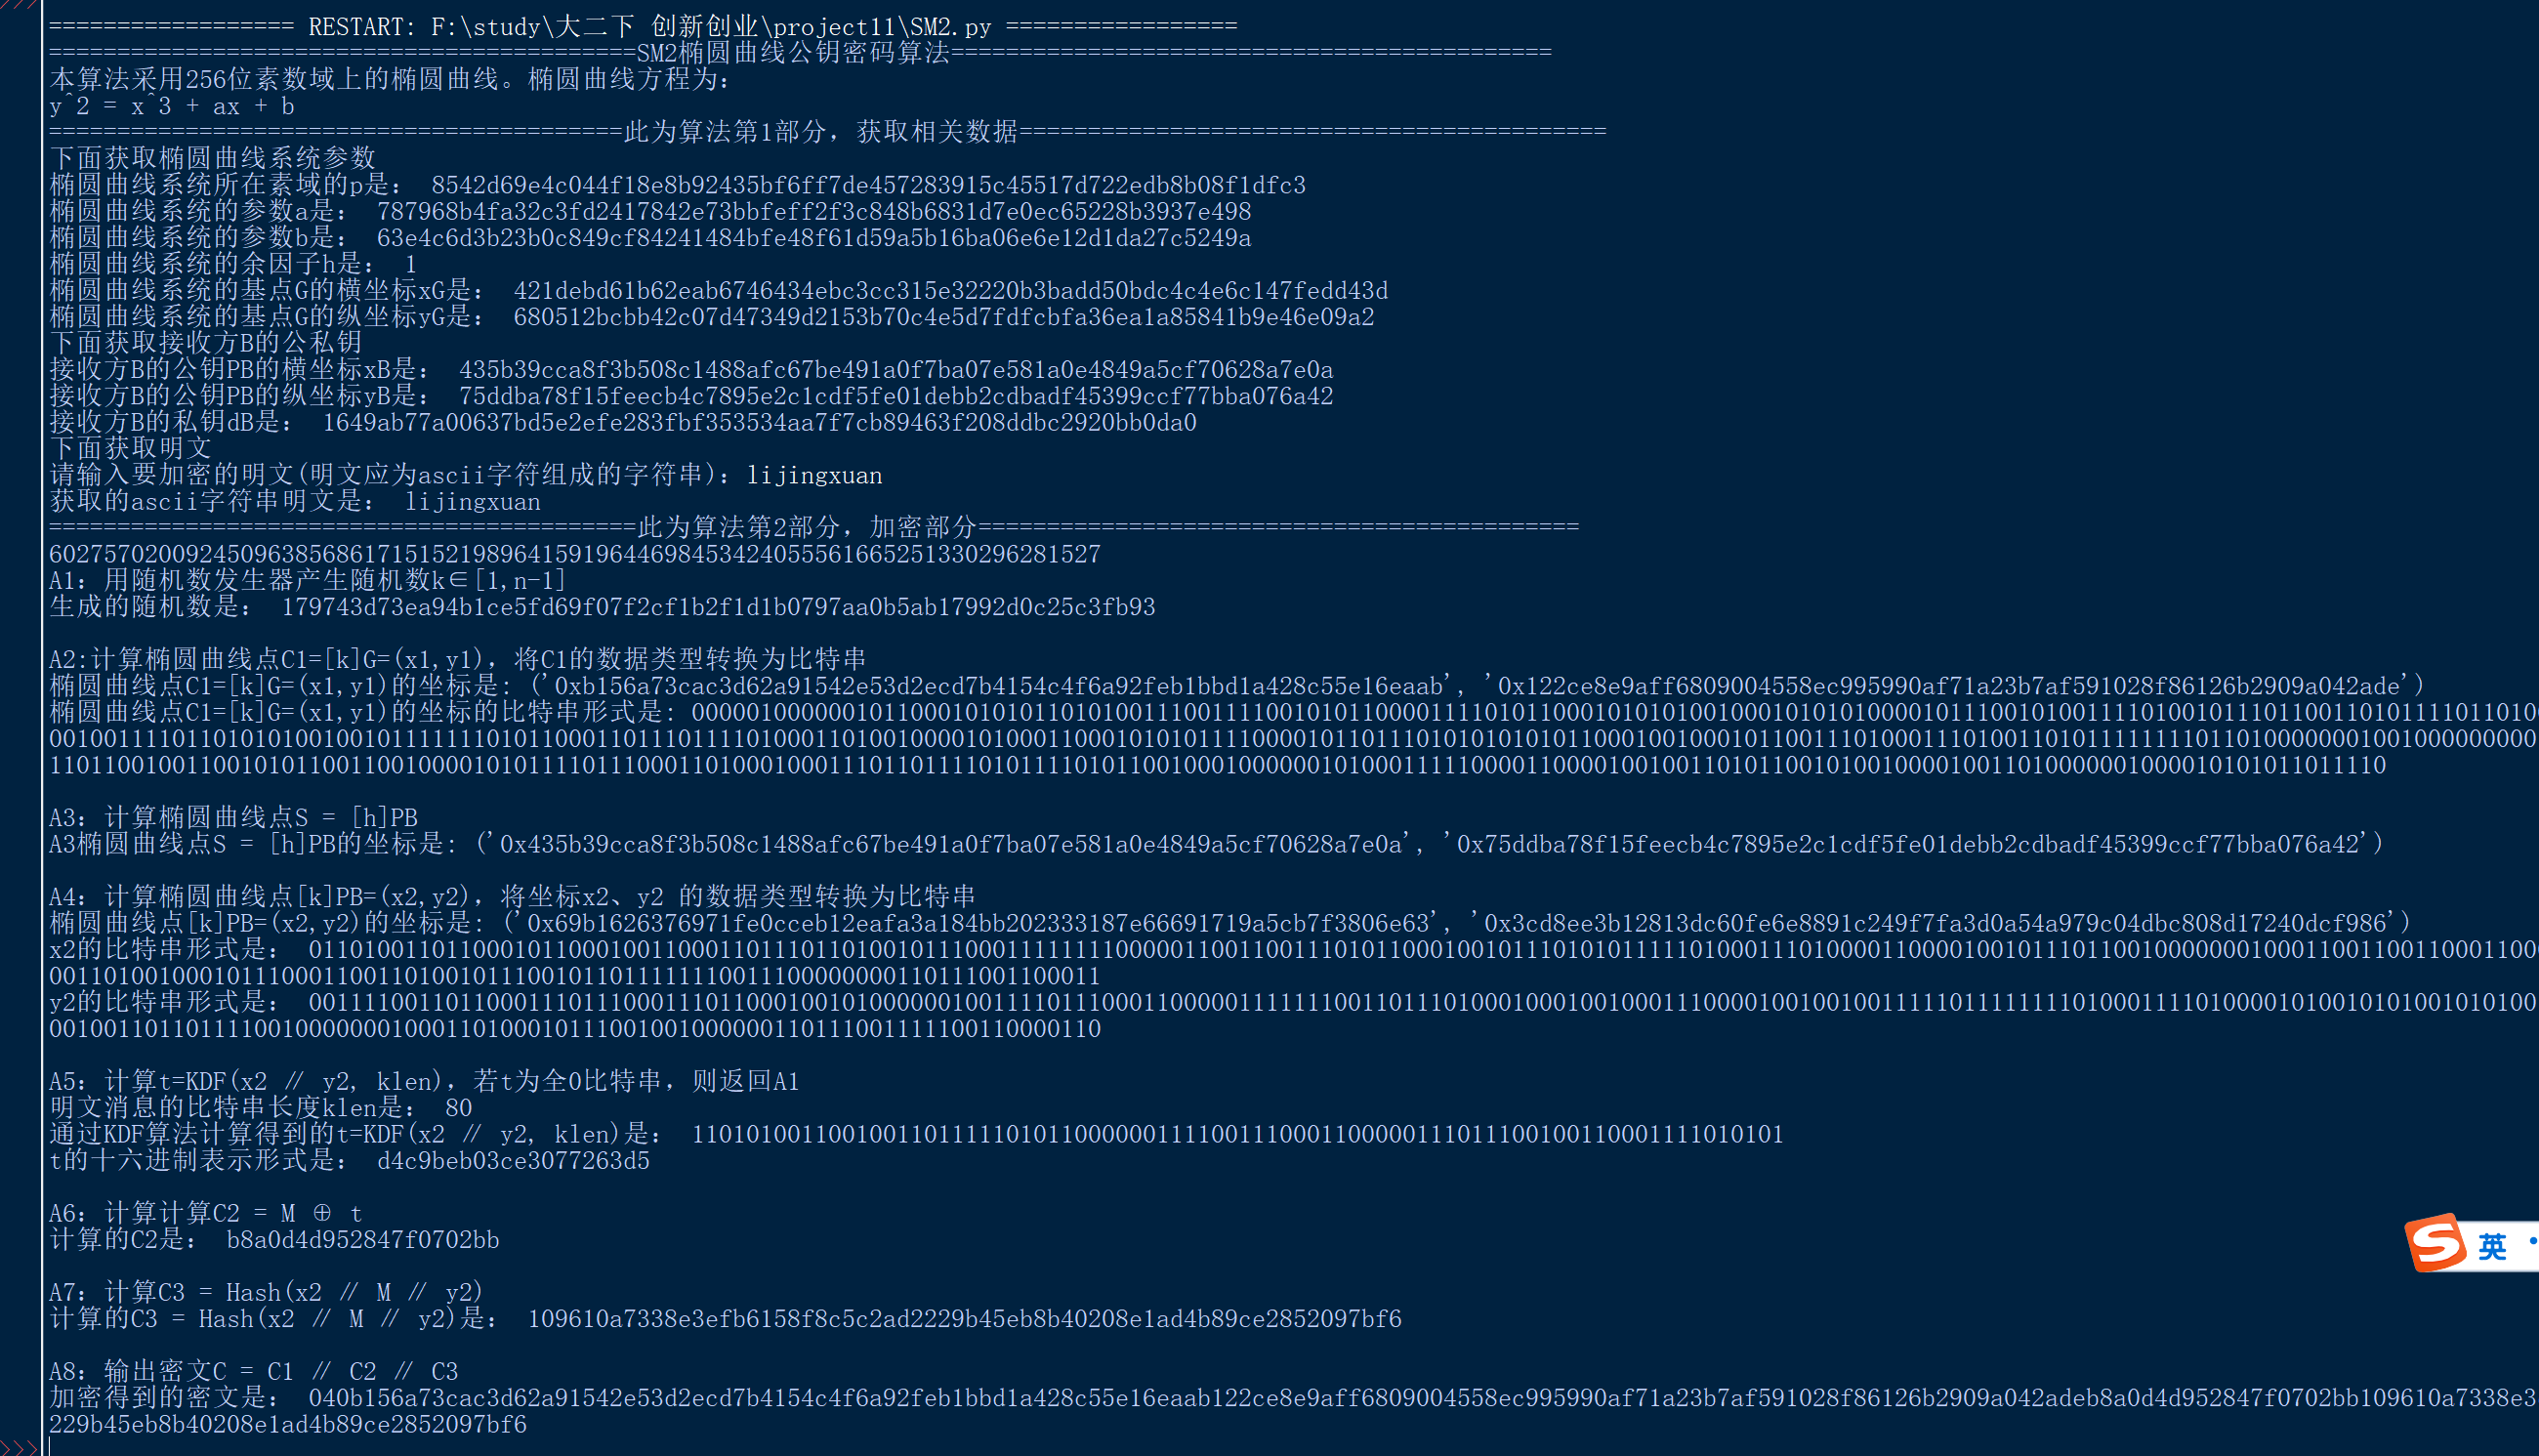 ================== RESTART: F:\study\大二下 创新创业\project11\SM2.py =================
===========================================SM2椭圆曲线公钥密码算法============================================
本算法采用256位素数域上的椭圆曲线。椭圆曲线方程为：
y^2 = x^3 + ax + b
==========================================此为算法第1部分，获取相关数据===========================================
下面获取椭圆曲线系统参数
椭圆曲线系统所在素域的p是： 8542d69e4c044f18e8b92435bf6ff7de457283915c45517d722edb8b08f1dfc3
椭圆曲线系统的参数a是： 787968b4fa32c3fd2417842e73bbfeff2f3c848b6831d7e0ec65228b3937e498
椭圆曲线系统的参数b是： 63e4c6d3b23b0c849cf84241484bfe48f61d59a5b16ba06e6e12d1da27c5249a
椭圆曲线系统的余因子h是： 1
椭圆曲线系统的基点G的横坐标xG是： 421debd61b62eab6746434ebc3cc315e32220b3badd50bdc4c4e6c147fedd43d
椭圆曲线系统的基点G的纵坐标yG是： 680512bcbb42c07d47349d2153b70c4e5d7fdfcbfa36ea1a85841b9e46e09a2
下面获取接收方B的公私钥
接收方B的公钥PB的横坐标xB是： 435b39cca8f3b508c1488afc67be491a0f7ba07e581a0e4849a5cf70628a7e0a
接收方B的公钥PB的纵坐标yB是： 75ddba78f15feecb4c7895e2c1cdf5fe01debb2cdbadf45399ccf77bba076a42
接收方B的私钥dB是： 1649ab77a00637bd5e2efe283fbf353534aa7f7cb89463f208ddbc2920bb0da0
下面获取明文
请输入要加密的明文(明文应为ascii字符组成的字符串)：lijingxuan
获取的ascii字符串明文是： lijingxuan
===========================================此为算法第2部分，加密部分============================================
60275702009245096385686171515219896415919644698453424055561665251330296281527
A1：用随机数发生器产生随机数k∈[1,n-1]
生成的随机数是： 179743d73ea94b1ce5fd69f07f2cf1b2f1d1b0797aa0b5ab17992d0c25c3fb93
A2:计算椭圆曲线点C1=[k]G=(x1,y1)，将C1的数据类型转换为比特串
椭圆曲线点C1=[k]G=(x1,y1)的坐标是: ('0xb156a73cac3d62a91542e53d2ecd7b4154c4f6a92feb1bbd1a428c55e16eaab', '0x122ce8e9aff6809004558ec995990af71a23b7af591028f86126b2909a042ade')
椭圆曲线点C1=[k]G=(x1,y1)的坐标的比特串形式是:
A3：计算椭圆曲线点S = [h]PB
A3椭圆曲线点S = [h]PB的坐标是: ('0x435b39cca8f3b508c1488afc67be491a0f7ba07e581a0e4849a5cf70628a7e0a', '0x75ddba78f15feecb4c7895e2c1cdf5fe01debb2cdbadf45399ccf77bba076a42')
A4：计算椭圆曲线点[k]PB=(x2,y2)，将坐标x2、y2 的数据类型转换为比特串
椭圆曲线点[k]PB=(x2,y2)的坐标是: ('0x69b1626376971fe0cceb12eafa3a184bb202333187e66691719a5cb7f3806e63', '0x3cd8ee3b12813dc60fe6e8891c249f7fa3d0a54a979c04dbc808d17240dcf986')
x2的比特串形式是：
y2的比特串形式是：
A5：计算t=KDF(x2 ∥ y2, klen)，若t为全0比特串，则返回A1
明文消息的比特串长度klen是： 80
通过KDF算法计算得到的t=KDF(x2 ∥ y2, klen)是： 11010100110010011011111010110000001111001110001100000111011100100110001111010101
t的十六进制表示形式是： d4c9beb03ce3077263d5
A6：计算计算C2 = M ⊕ t
计算的C2是： b8a0d4d952847f0702bb
A7：计算C3 = Hash(x2 ∥ M ∥ y2)
计算的C3 = Hash(x2 ∥ M ∥ y2)是： 109610a7338e3efb6158f8c5c2ad2229b45eb8b40208e1ad4b89ce2852097bf6
A8：输出密文C = C1 ∥ C2 ∥ C3
加密得到的密文是： 040b156a73cac3d62a91542e53d2ecd7b4154c4f6a92feb1bbd1a428c55e16eaab122ce8e9aff6809004558ec995990af71a23b7af591028f86126b2909a042adeb8a0d4d952847f0702bb109610a7338e3
229b45eb8b40208e1ad4b89ce2852097bf6
>>>
英